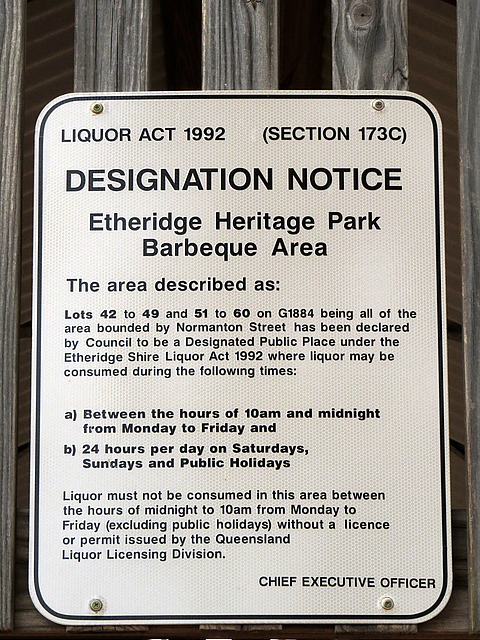 LIQUOR ACT 1992 (SECTION 173C)
DESIGNATION NOTICE
Etheridge Heritage Park
Barbeque Area
The area described as:
Lots 42 to 49 and 51 to 60 on G1884 being all of the
area bounded by Normanton Street has been declared
by Council to be a Designated Public Place under the
Etheridge Shire Liquor Act 1992 where liquor may be
consumed during the following times:
a) Between the hours of 10am and midnight
from Monday to Friday and
b) 24 hours per day on Saturdays,
Sundays and Public Holidays
Liquor must not be consumed in this area between
the hours of midnight to 10am from Monday to
Friday (excluding public holidays) without a licence
or permit issued by the Queensland
Liquor Licensing Division.
CHIEF EXECUTIVE OFFICER